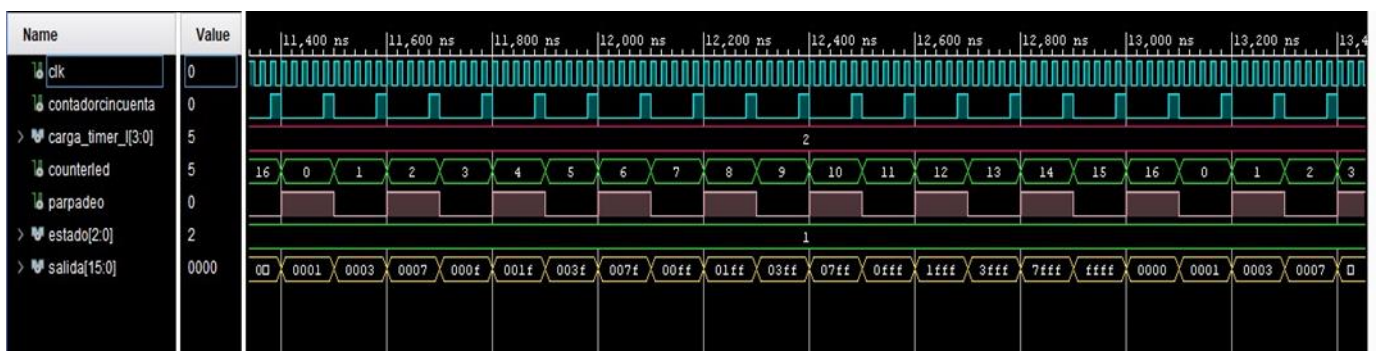 Name Value 11,400 ns 11,600 ns 11,800 ns 12,000 ns 12,200 ns 12,400 ns 12,600 ns 12,800 ns 13,000 ns 13,200 ns 13,4
clk 0
contadorcincuenta 0
carga_timer_l[3:0] 5 2
counterled 5 16 0 1 2 3 4 5 6 7 8 9 10 11 12 13 14 15 16 0 1 2 3
parpadeo 0
estado[2:0] 2 1
salida[15:0] 0000 0001 0003 0007 000f 001f 003f 007f 00ff 01ff 03ff 07ff 0fff 1fff 3fff 7fff ffff 0000 0001 0003 0007